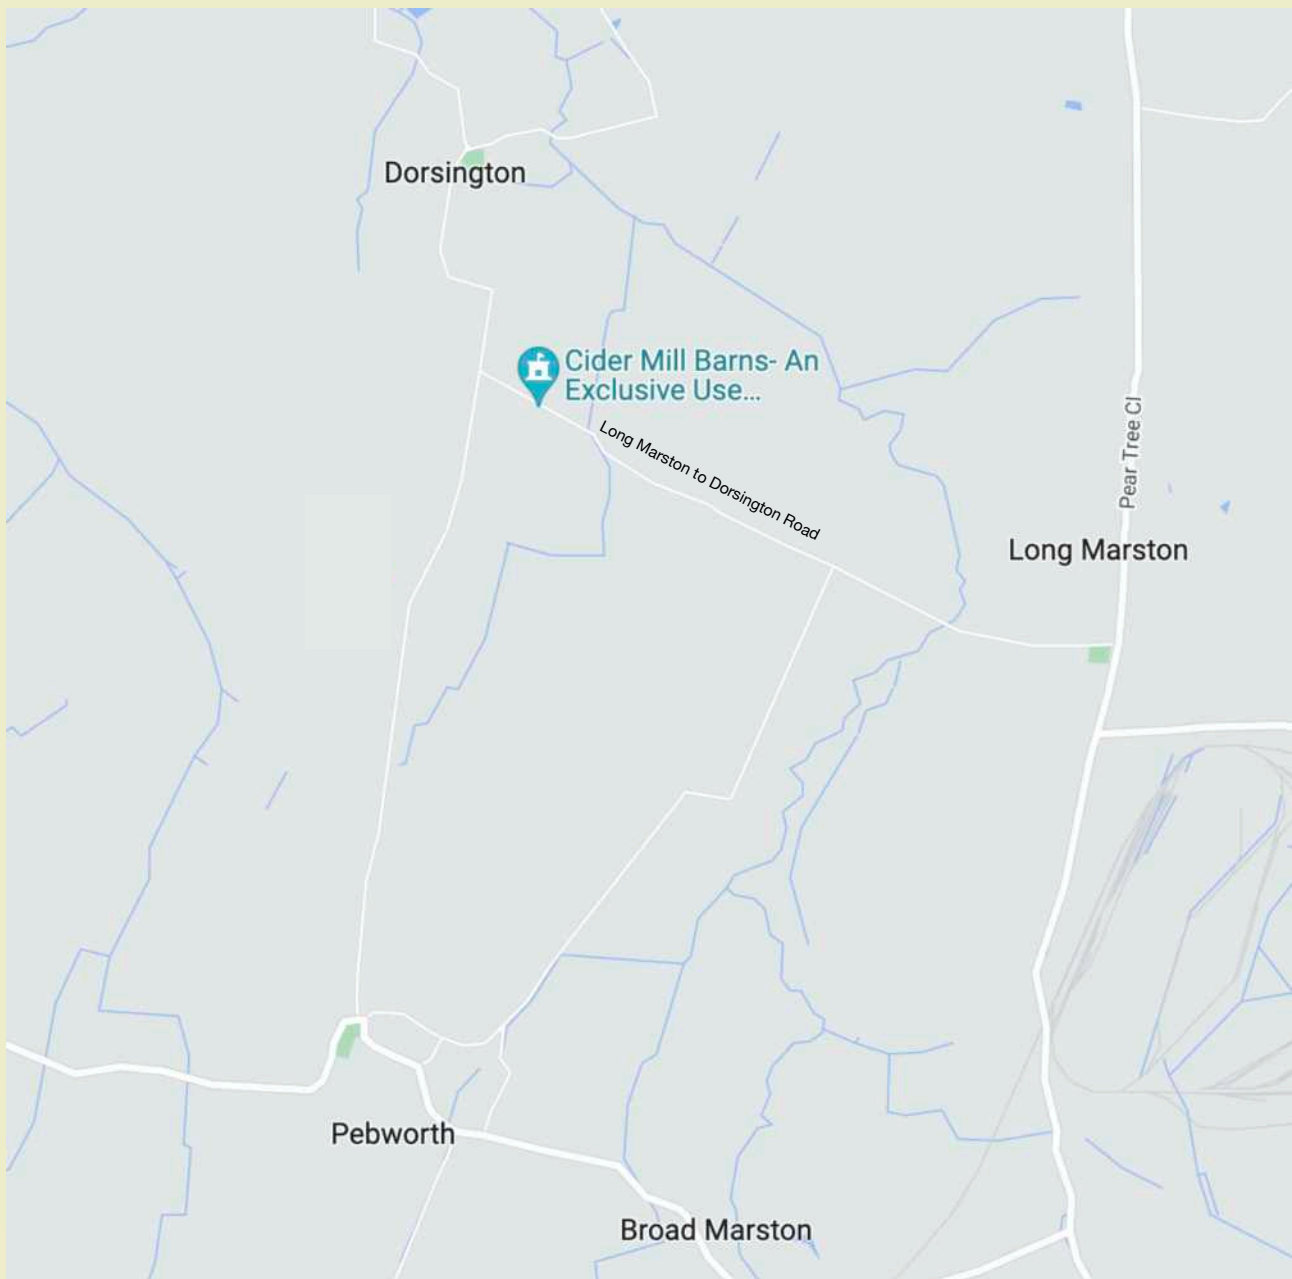 Dorsington
Cider Mill Barns- An
Exclusive Use...
Long Marston to Dorsington Road
Pear Tree Cl
Long Marston
Pebworth
Broad Marston